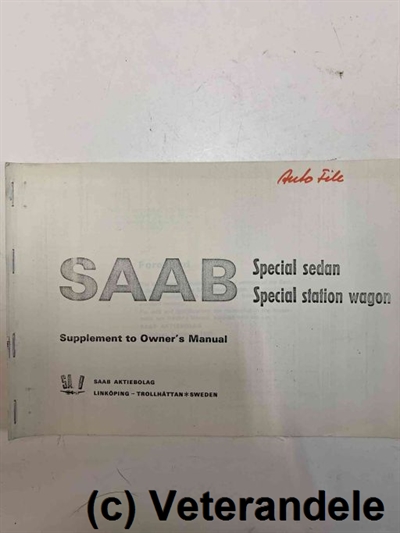 Auto File
SAAB
Special sedan
Special station wagon
Supplement to Owner's Manual
SAAB AKTIEBOLAG
LINKÖPING - TROLLHÄTTAN*SWEDEN
(c) Veterandele